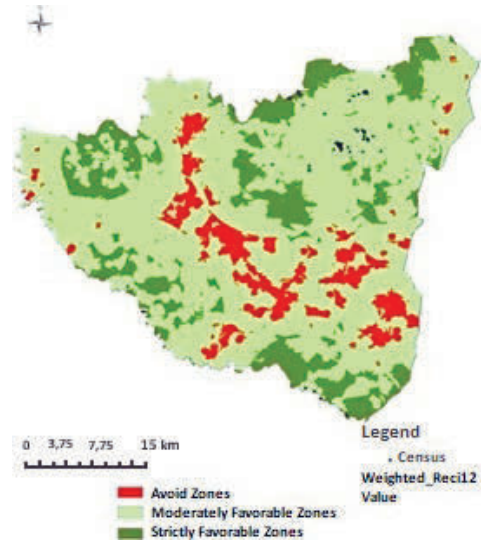 0 3,75 7,75 15 km
Legend
Census
Weighted_Reci12
Value
Avoid Zones
Moderately Favorable Zones
Strictly Favorable Zones